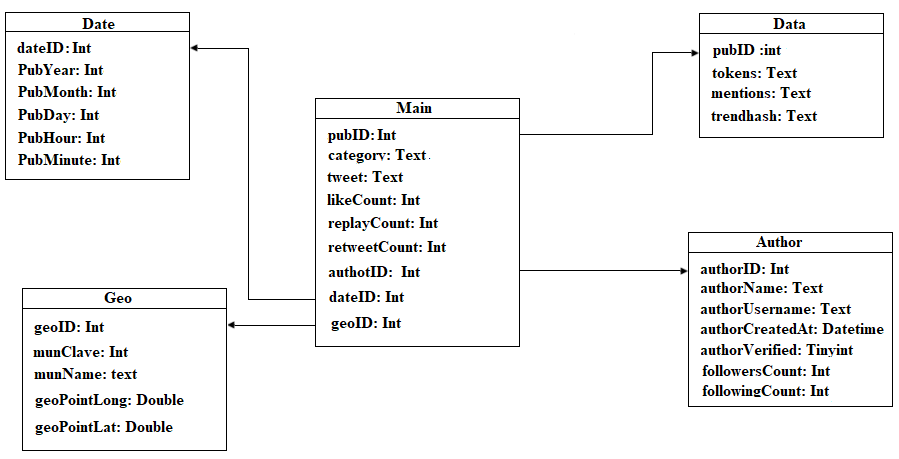 Date
dateID: Int
PubYear: Int
PubMonth: Int
PubDay: Int
PubHour: Int
PubMinute: Int
Data
pubID :int
tokens: Text
mentions: Text
trendhash: Text
Main
pubID: Int
category: Text
tweet: Text
likeCount: Int
replayCount: Int
retweetCount: Int
authotID: Int
dateID: Int
geoID: Int
Geo
geoID: Int
munClave: Int
munName: text
geoPointLong: Double
geoPointLat: Double
Author
authorID: Int
authorName: Text
authorUsername: Text
authorCreatedAt: Datetime
authorVerified: Tinyint
followersCount: Int
followingCount: Int